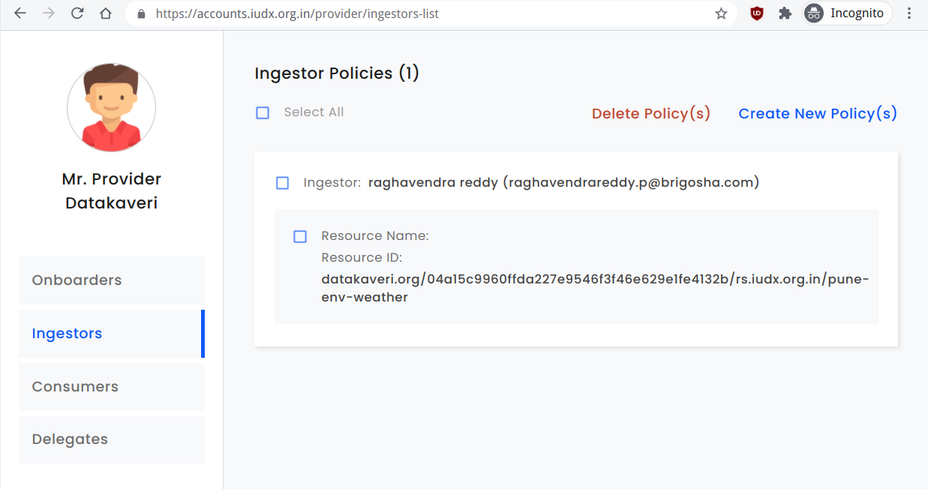 https://accounts.iudx.org.in/provider/ingestors-list
Incognito
Mr. Provider
Datakaveri
Onboarders
Ingestors
Consumers
Delegates
Ingestor Policies (1)
Select All
Delete Policy(s)
Create New Policy(s)
Ingestor: raghavendra reddy (raghavendrareddy.p@brigosha.com)
Resource Name:
Resource ID:
datakaveri.org/04a15c9960ffda227e9546f3f46e629e1fe4132b/rs.iudx.org.in/pune-
env-weather